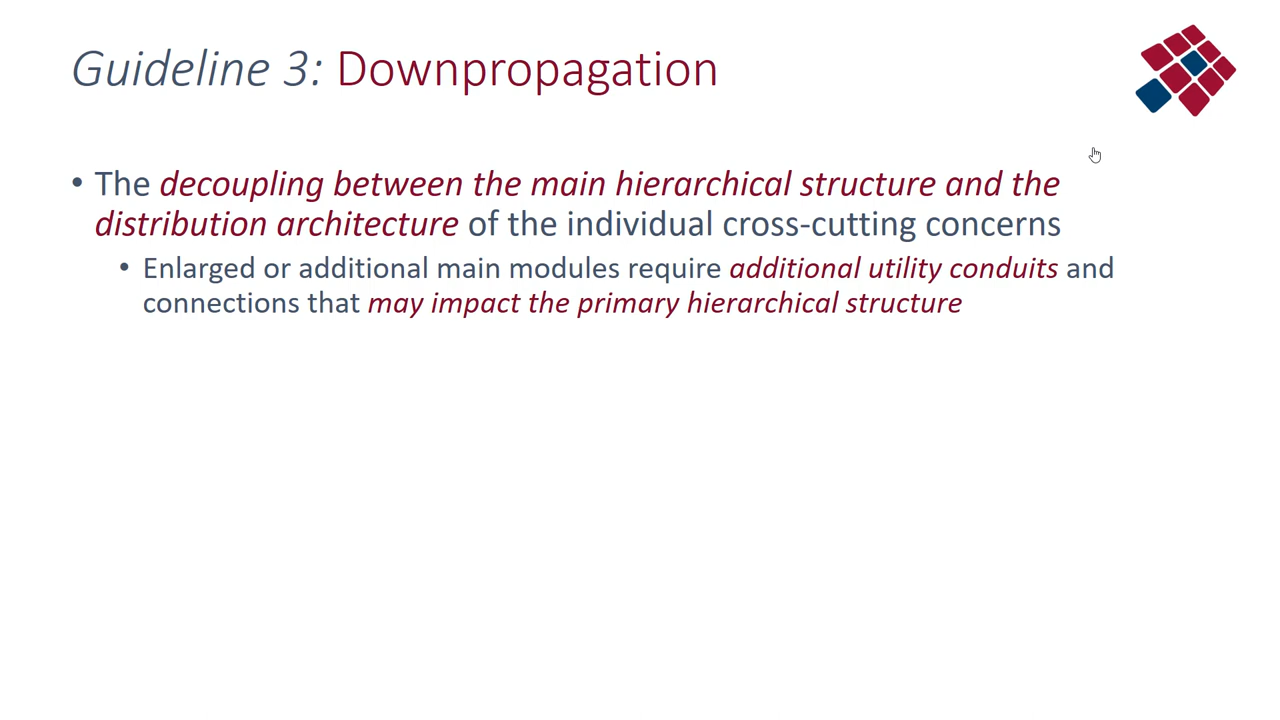 Guideline 3: Downpropagation
• The decoupling between the main hierarchical structure and the
distribution architecture of the individual cross-cutting concerns
• Enlarged or additional main modules require additional utility conduits and
connections that may impact the primary hierarchical structure